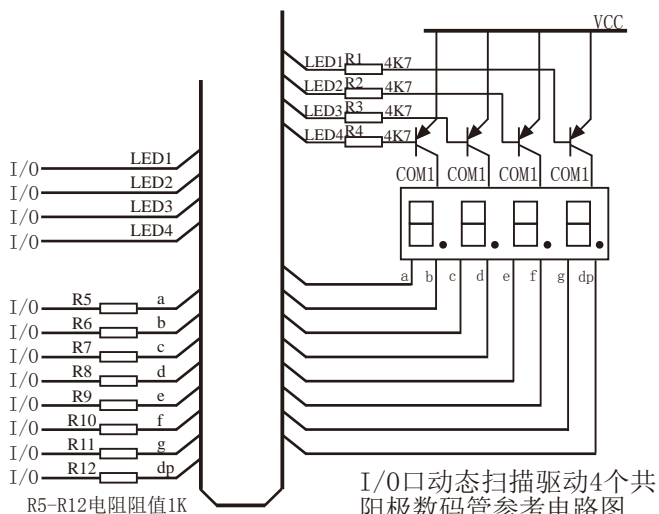 VCC
LED1 R1 4K7
LED2 R2 4K7
LED3 R3 4K7
LED4 R4 4K7
COM1 COM1 COM1 COM1
I/O LED1
I/O LED2
I/O LED3
I/O LED4
a b c d e f g dp
I/O R5 a
I/O R6 b
I/O R7 c
I/O R8 d
I/O R9 e
I/O R10 f
I/O R11 g
I/O R12 dp
R5-R12电阻阻值1K
I/O口动态扫描驱动4个共
阳极数码管参考电路图